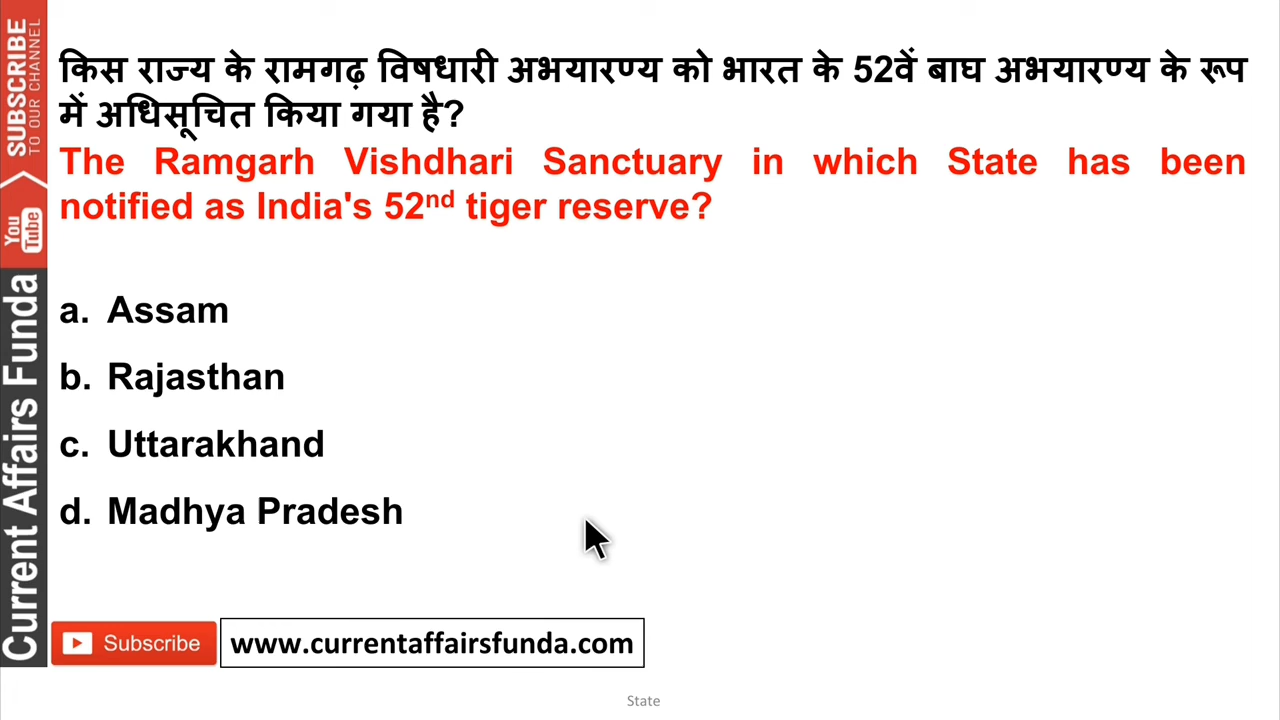 किस राज्य के रामगढ़ विषधारी अभयारण्य को भारत के 52वें बाघ अभयारण्य के रूप
में अधिसूचित किया गया है?
The Ramgarh Vishdhari Sanctuary in which State has been
notified as India's 52nd tiger reserve?
a. Assam
b. Rajasthan
c. Uttarakhand
d. Madhya Pradesh
SUBSCRIBE
TO OUR CHANNEL
You
Tube
Current Affairs Funda
Subscribe
www.currentaffairsfunda.com
State